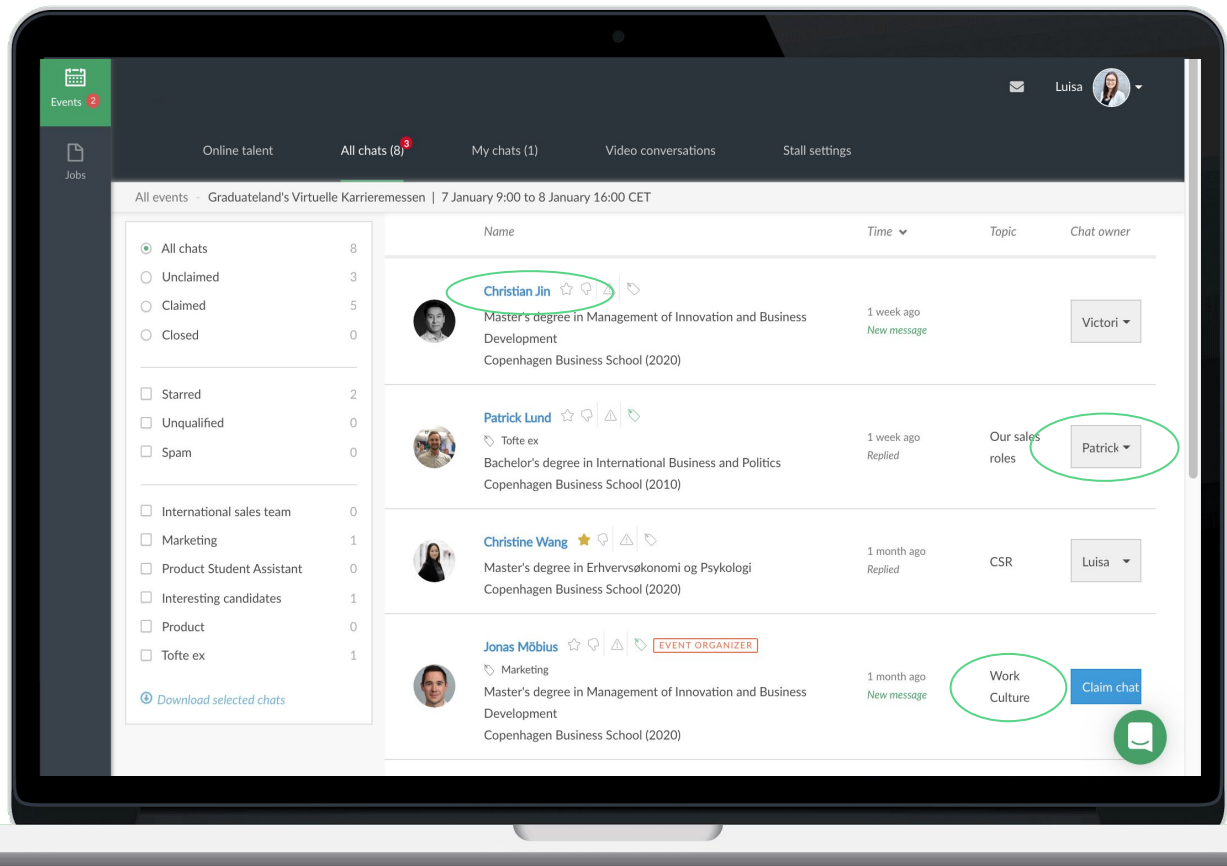 Events 2
Luisa
Jobs
Online talent
All chats (8) 3
My chats (1)
Video conversations
Stall settings
All events - Graduateland's Virtuelle Karrieremessen | 7 January 9:00 to 8 January 16:00 CET
All chats 8
Unclaimed 3
Claimed 5
Closed 0
Starred 2
Unqualified 0
Spam 0
International sales team 0
Marketing 1
Product Student Assistant 0
Interesting candidates 1
Product 0
Tofte ex 1
Download selected chats
Name
Time
Topic
Chat owner
Christian Jin
Master's degree in Management of Innovation and Business
Development
Copenhagen Business School (2020)
1 week ago
New message
Victori
Patrick Lund
Tofte ex
Bachelor's degree in International Business and Politics
Copenhagen Business School (2010)
1 week ago
Replied
Our sales
roles
Patrick
Christine Wang
Master's degree in Erhvervsøkonomi og Psykologi
Copenhagen Business School (2020)
1 month ago
Replied
CSR
Luisa
Jonas Möbius EVENT ORGANIZER
Marketing
Master's degree in Management of Innovation and Business
Development
Copenhagen Business School (2020)
1 month ago
New message
Work
Culture
Claim chat